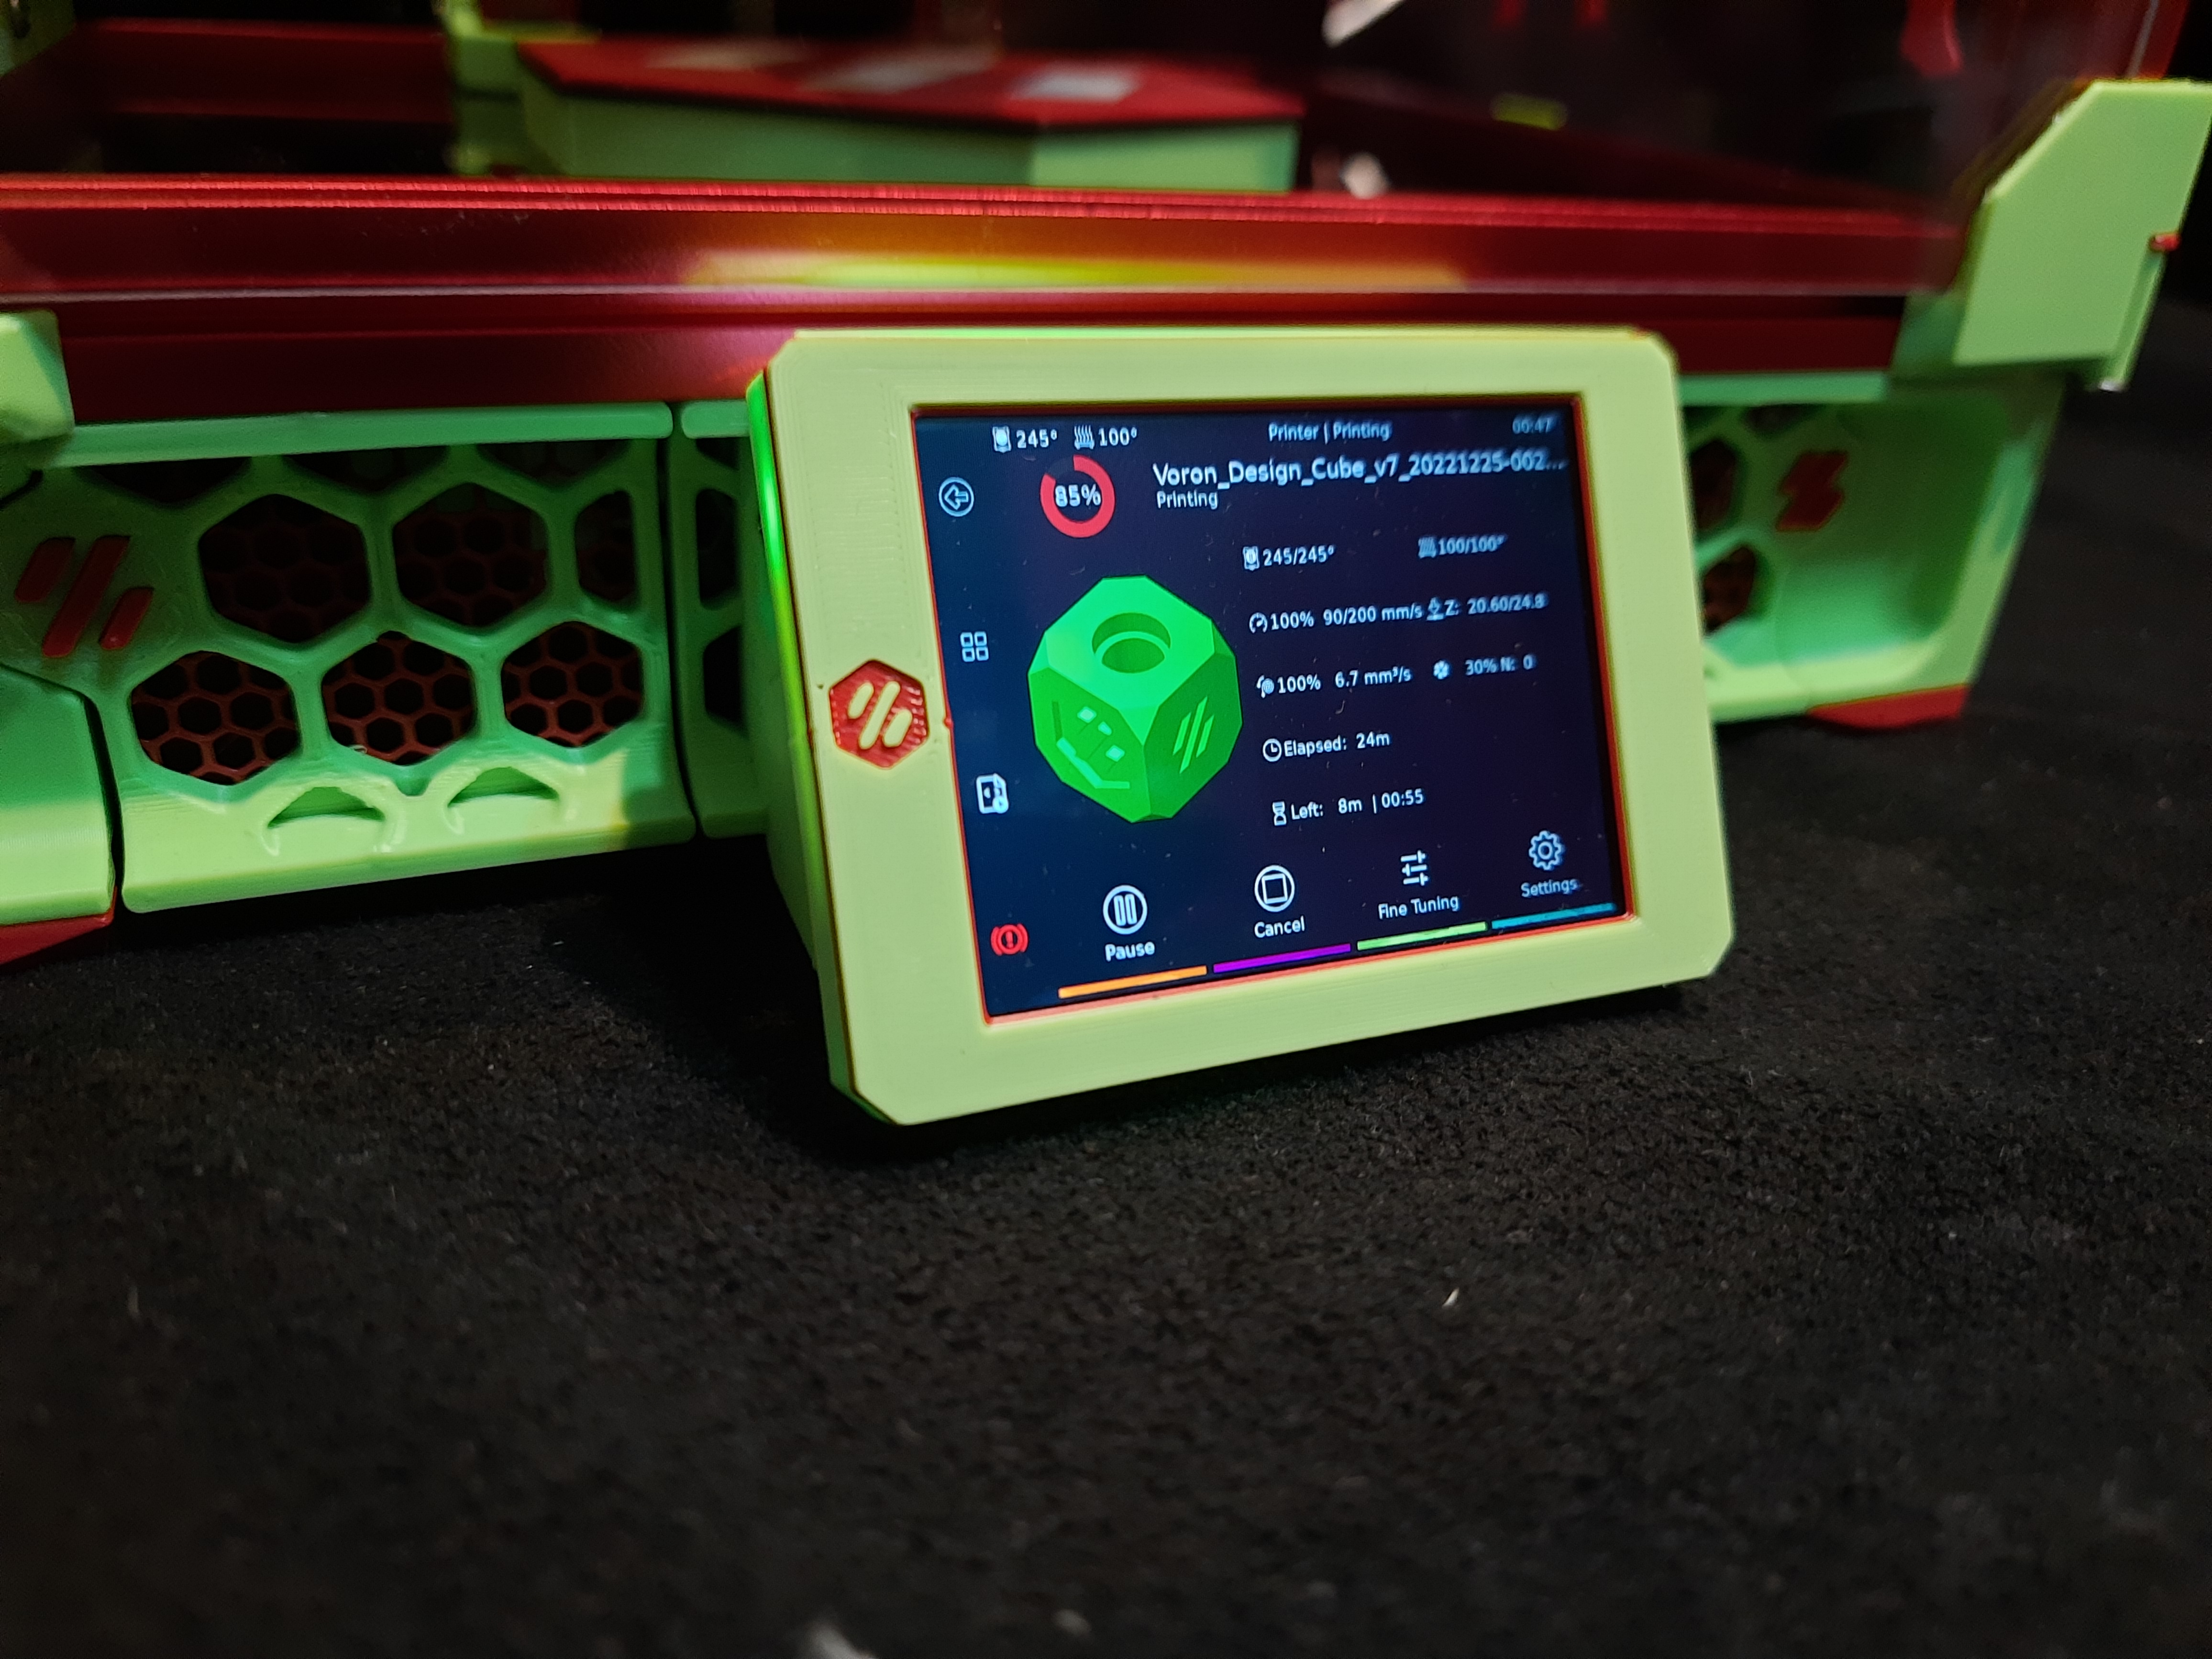 245° 100° Printer | Printing 00:47
85%
Voron_Design_Cube_v7_20221225-002...
Printing
245/245° 100/100°
100% 90/200 mm/s Z: 20.60/24.8
100% 6.7 mm³/s 30% N: 0
Elapsed: 24m
Left: 8m | 00:55
Pause Cancel Fine Tuning Settings